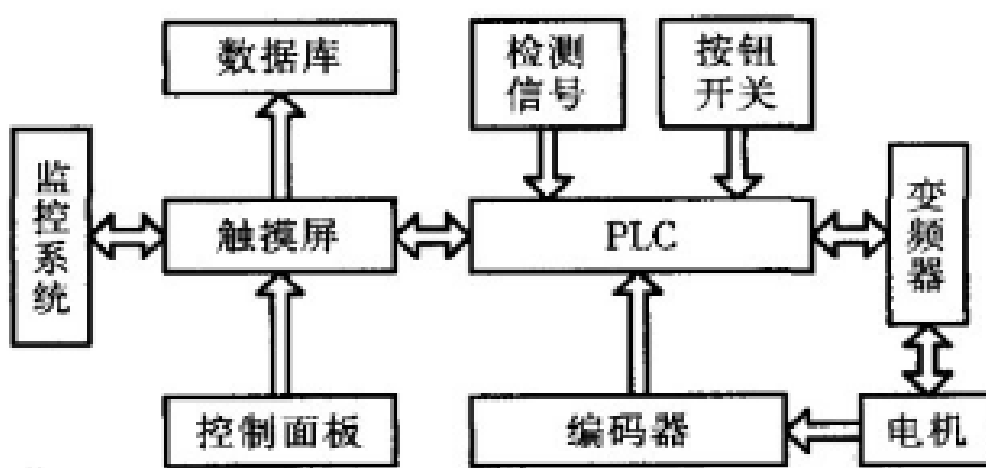 数据库
检测
信号
按钮
开关
监控系统
触摸屏
PLC
变频器
控制面板
编码器
电机